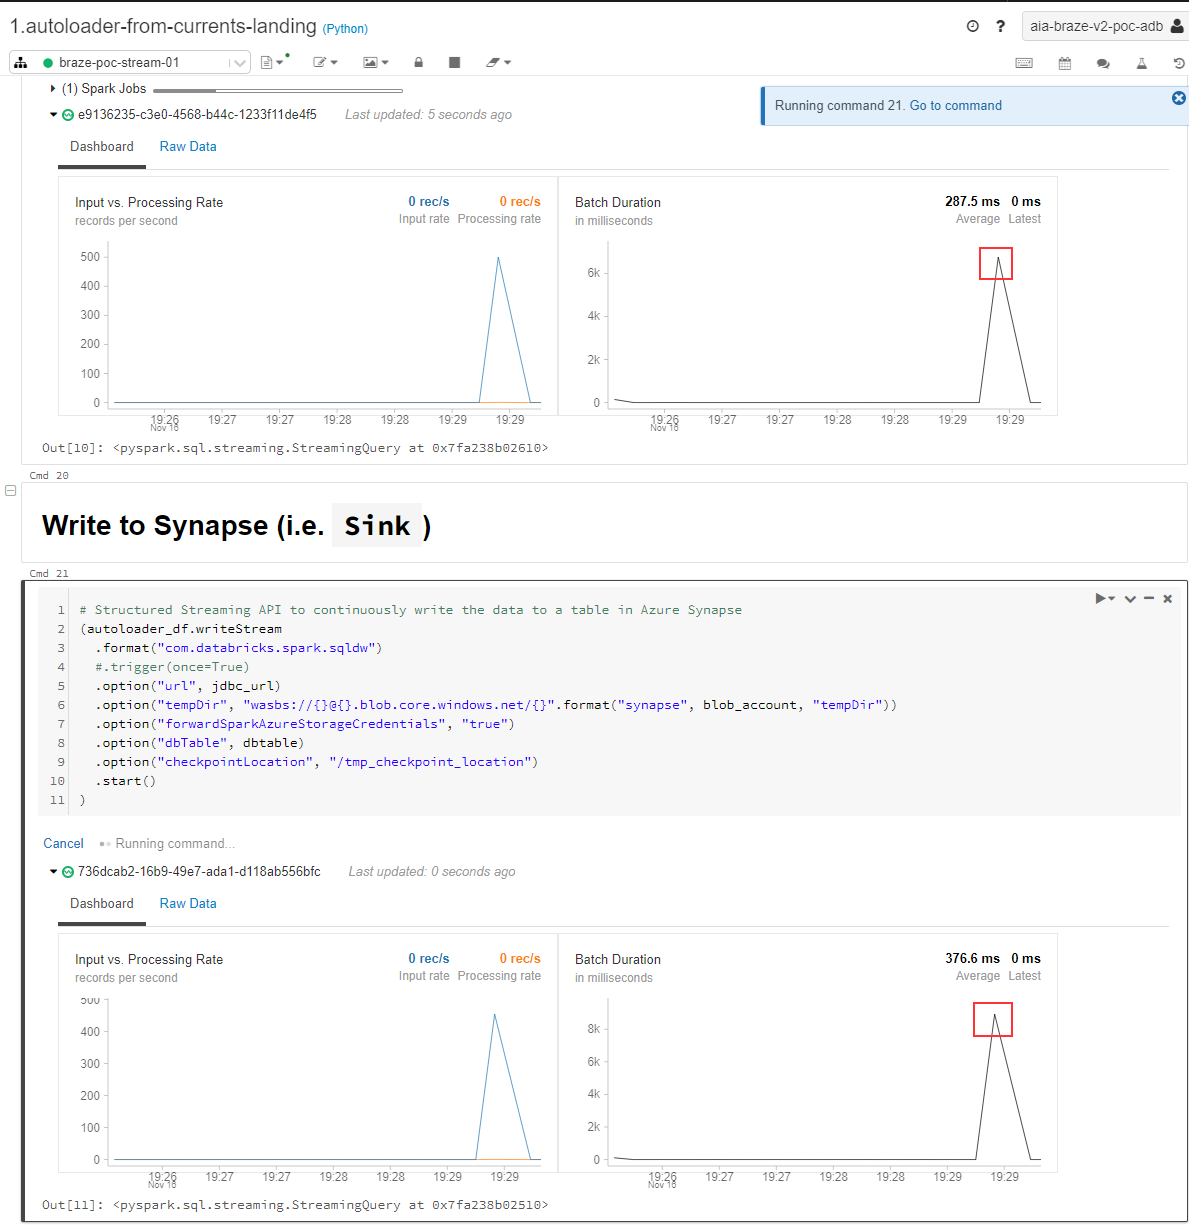 1.autoloader-from-currents-landing (Python)
? aia-braze-v2-poc-adb
braze-poc-stream-01
(1) Spark Jobs
Running command 21. Go to command
e9136235-c3e0-4568-b44c-1233f11de4f5 Last updated: 5 seconds ago
Dashboard Raw Data
Input vs. Processing Rate 0 rec/s 0 rec/s
records per second Input rate Processing rate
Batch Duration 287.5 ms 0 ms
in milliseconds Average Latest
500
400
300
200
100
0
19:26 19:27 19:27 19:28 19:28 19:29 19:29
Nov 16
6k
4k
2k
0
19:26 19:27 19:27 19:28 19:28 19:29 19:29
Nov 16
Out[10]: <pyspark.sql.streaming.StreamingQuery at 0x7fa238b02610>
Cmd 20
Write to Synapse (i.e. Sink )
Cmd 21
1 # Structured Streaming API to continuously write the data to a table in Azure Synapse
2 (autoloader_df.writeStream
3 .format("com.databricks.spark.sqldw")
4 #.trigger(once=True)
5 .option("url", jdbc_url)
6 .option("tempDir", "wasbs://{}@{}.blob.core.windows.net/{}".format("synapse", blob_account, "tempDir"))
7 .option("forwardSparkAzureStorageCredentials", "true")
8 .option("dbTable", dbtable)
9 .option("checkpointLocation", "/tmp_checkpoint_location")
10 .start()
11 )
Cancel Running command...
736dcab2-16b9-49e7-ada1-d118ab556bfc Last updated: 0 seconds ago
Dashboard Raw Data
Input vs. Processing Rate 0 rec/s 0 rec/s
records per second Input rate Processing rate
Batch Duration 376.6 ms 0 ms
in milliseconds Average Latest
500
400
300
200
100
0
19:26 19:27 19:27 19:28 19:28 19:29 19:29
Nov 16
8k
6k
4k
2k
0
19:26 19:27 19:27 19:28 19:28 19:29 19:29
Nov 16
Out[11]: <pyspark.sql.streaming.StreamingQuery at 0x7fa238b02510>